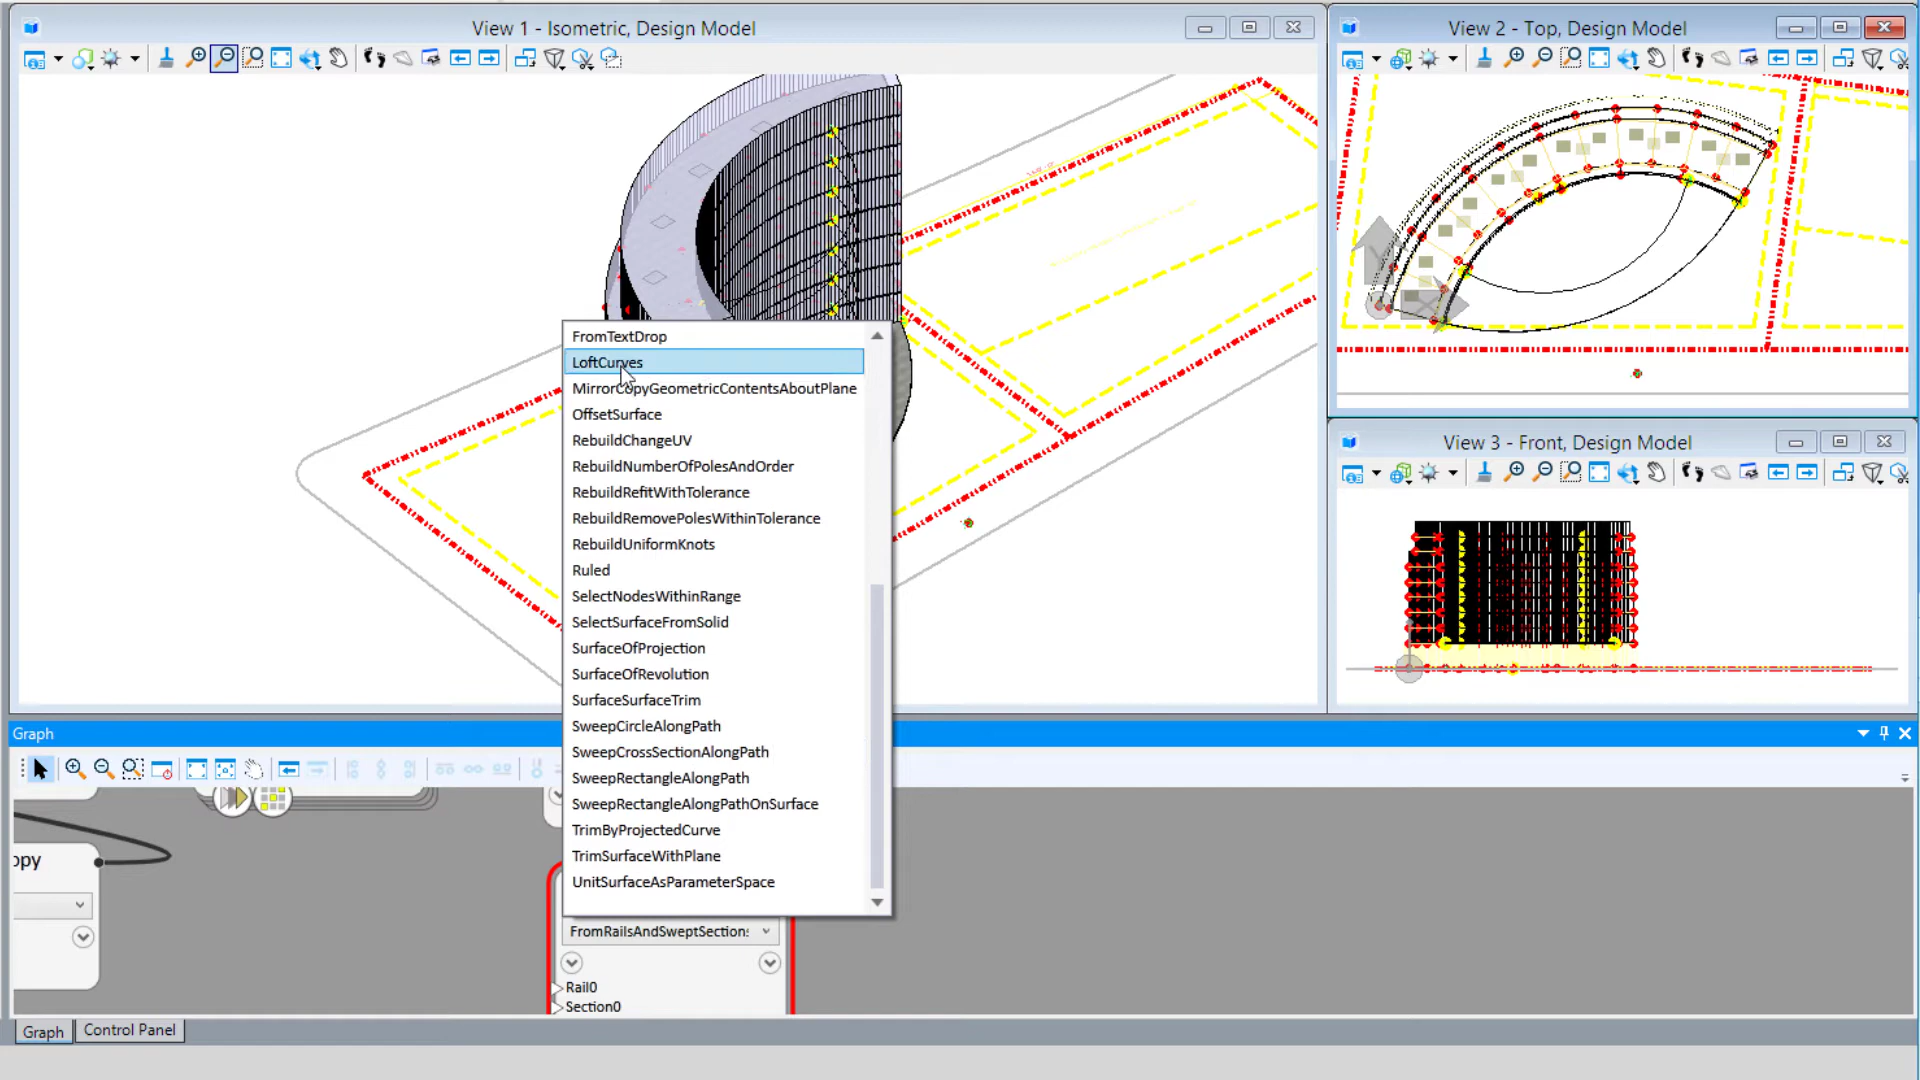 View 1 - Isometric, Design Model
View 2 - Top, Design Model
View 3 - Front, Design Model
FromTextDrop
LoftCurves
MirrorCopyGeometricContentsAboutPlane
OffsetSurface
RebuildChangeUV
RebuildNumberOfPolesAndOrder
RebuildRefitWithTolerance
RebuildRemovePolesWithinTolerance
RebuildUniformKnots
Ruled
SelectNodesWithinRange
SelectSurfaceFromSolid
SurfaceOfProjection
SurfaceOfRevolution
SurfaceSurfaceTrim
SweepCircleAlongPath
SweepCrossSectionAlongPath
SweepRectangleAlongPath
SweepRectangleAlongPathOnSurface
TrimByProjectedCurve
TrimSurfaceWithPlane
UnitSurfaceAsParameterSpace
Graph
opy
FromRailsAndSweptSection
Rail0
Section0
Graph
Control Panel